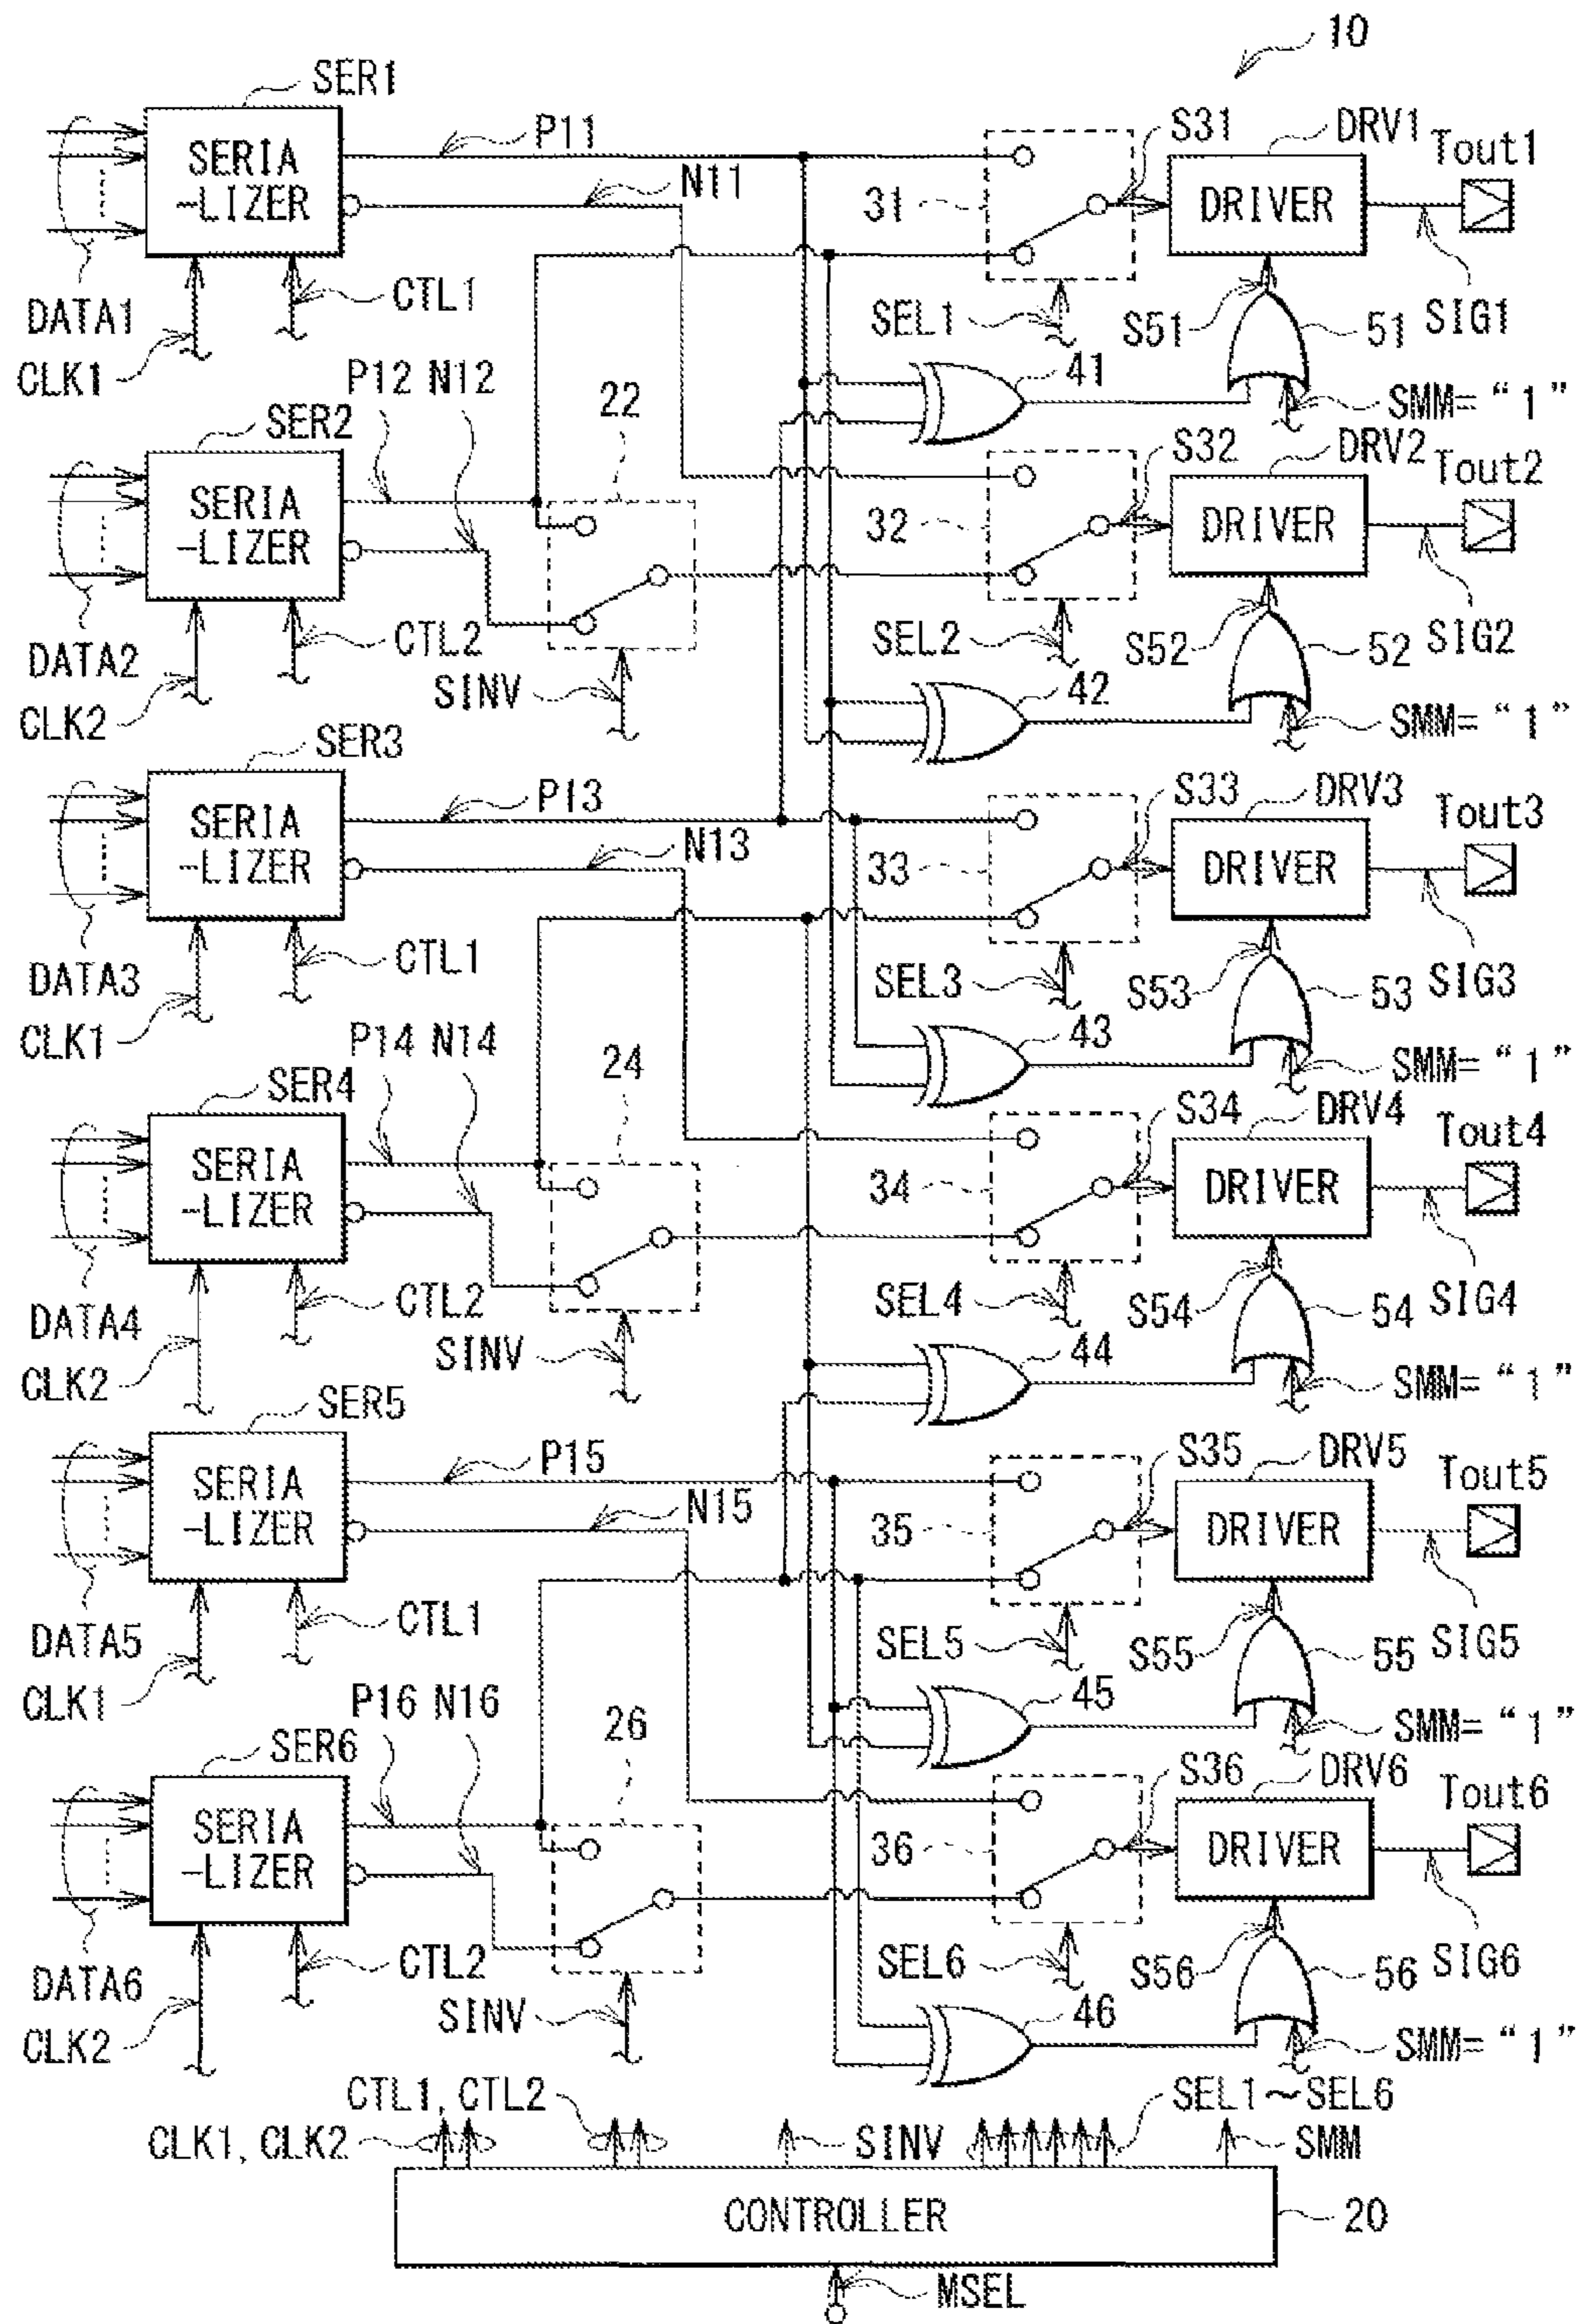 10
SER1
SERIA
-LIZER
P11
N11
31
S31
DRV1
DRIVER
Tout1
DATA1
CLK1
CTL1
SEL1
S51
51
SIG1
41
SMM= "1"
P12 N12
22
SER2
SERIA
-LIZER
32
S32
DRV2
DRIVER
Tout2
DATA2
CLK2
CTL2
SINV
SEL2
S52
52
SIG2
42
SMM= "1"
SER3
SERIA
-LIZER
P13
N13
33
S33
DRV3
DRIVER
Tout3
DATA3
CLK1
CTL1
SEL3
S53
53
SIG3
43
SMM= "1"
P14 N14
24
SER4
SERIA
-LIZER
34
S34
DRV4
DRIVER
Tout4
DATA4
CLK2
CTL2
SINV
SEL4
S54
54
SIG4
44
SMM= "1"
SER5
SERIA
-LIZER
P15
N15
35
S35
DRV5
DRIVER
Tout5
DATA5
CLK1
CTL1
SEL5
S55
55
SIG5
45
SMM= "1"
P16 N16
26
SER6
SERIA
-LIZER
36
S36
DRV6
DRIVER
Tout6
DATA6
CLK2
CTL2
SINV
SEL6
S56
56
SIG6
46
SMM= "1"
CTL1, CTL2
SEL1～SEL6
CLK1, CLK2
SINV
SMM
CONTROLLER
20
MSEL